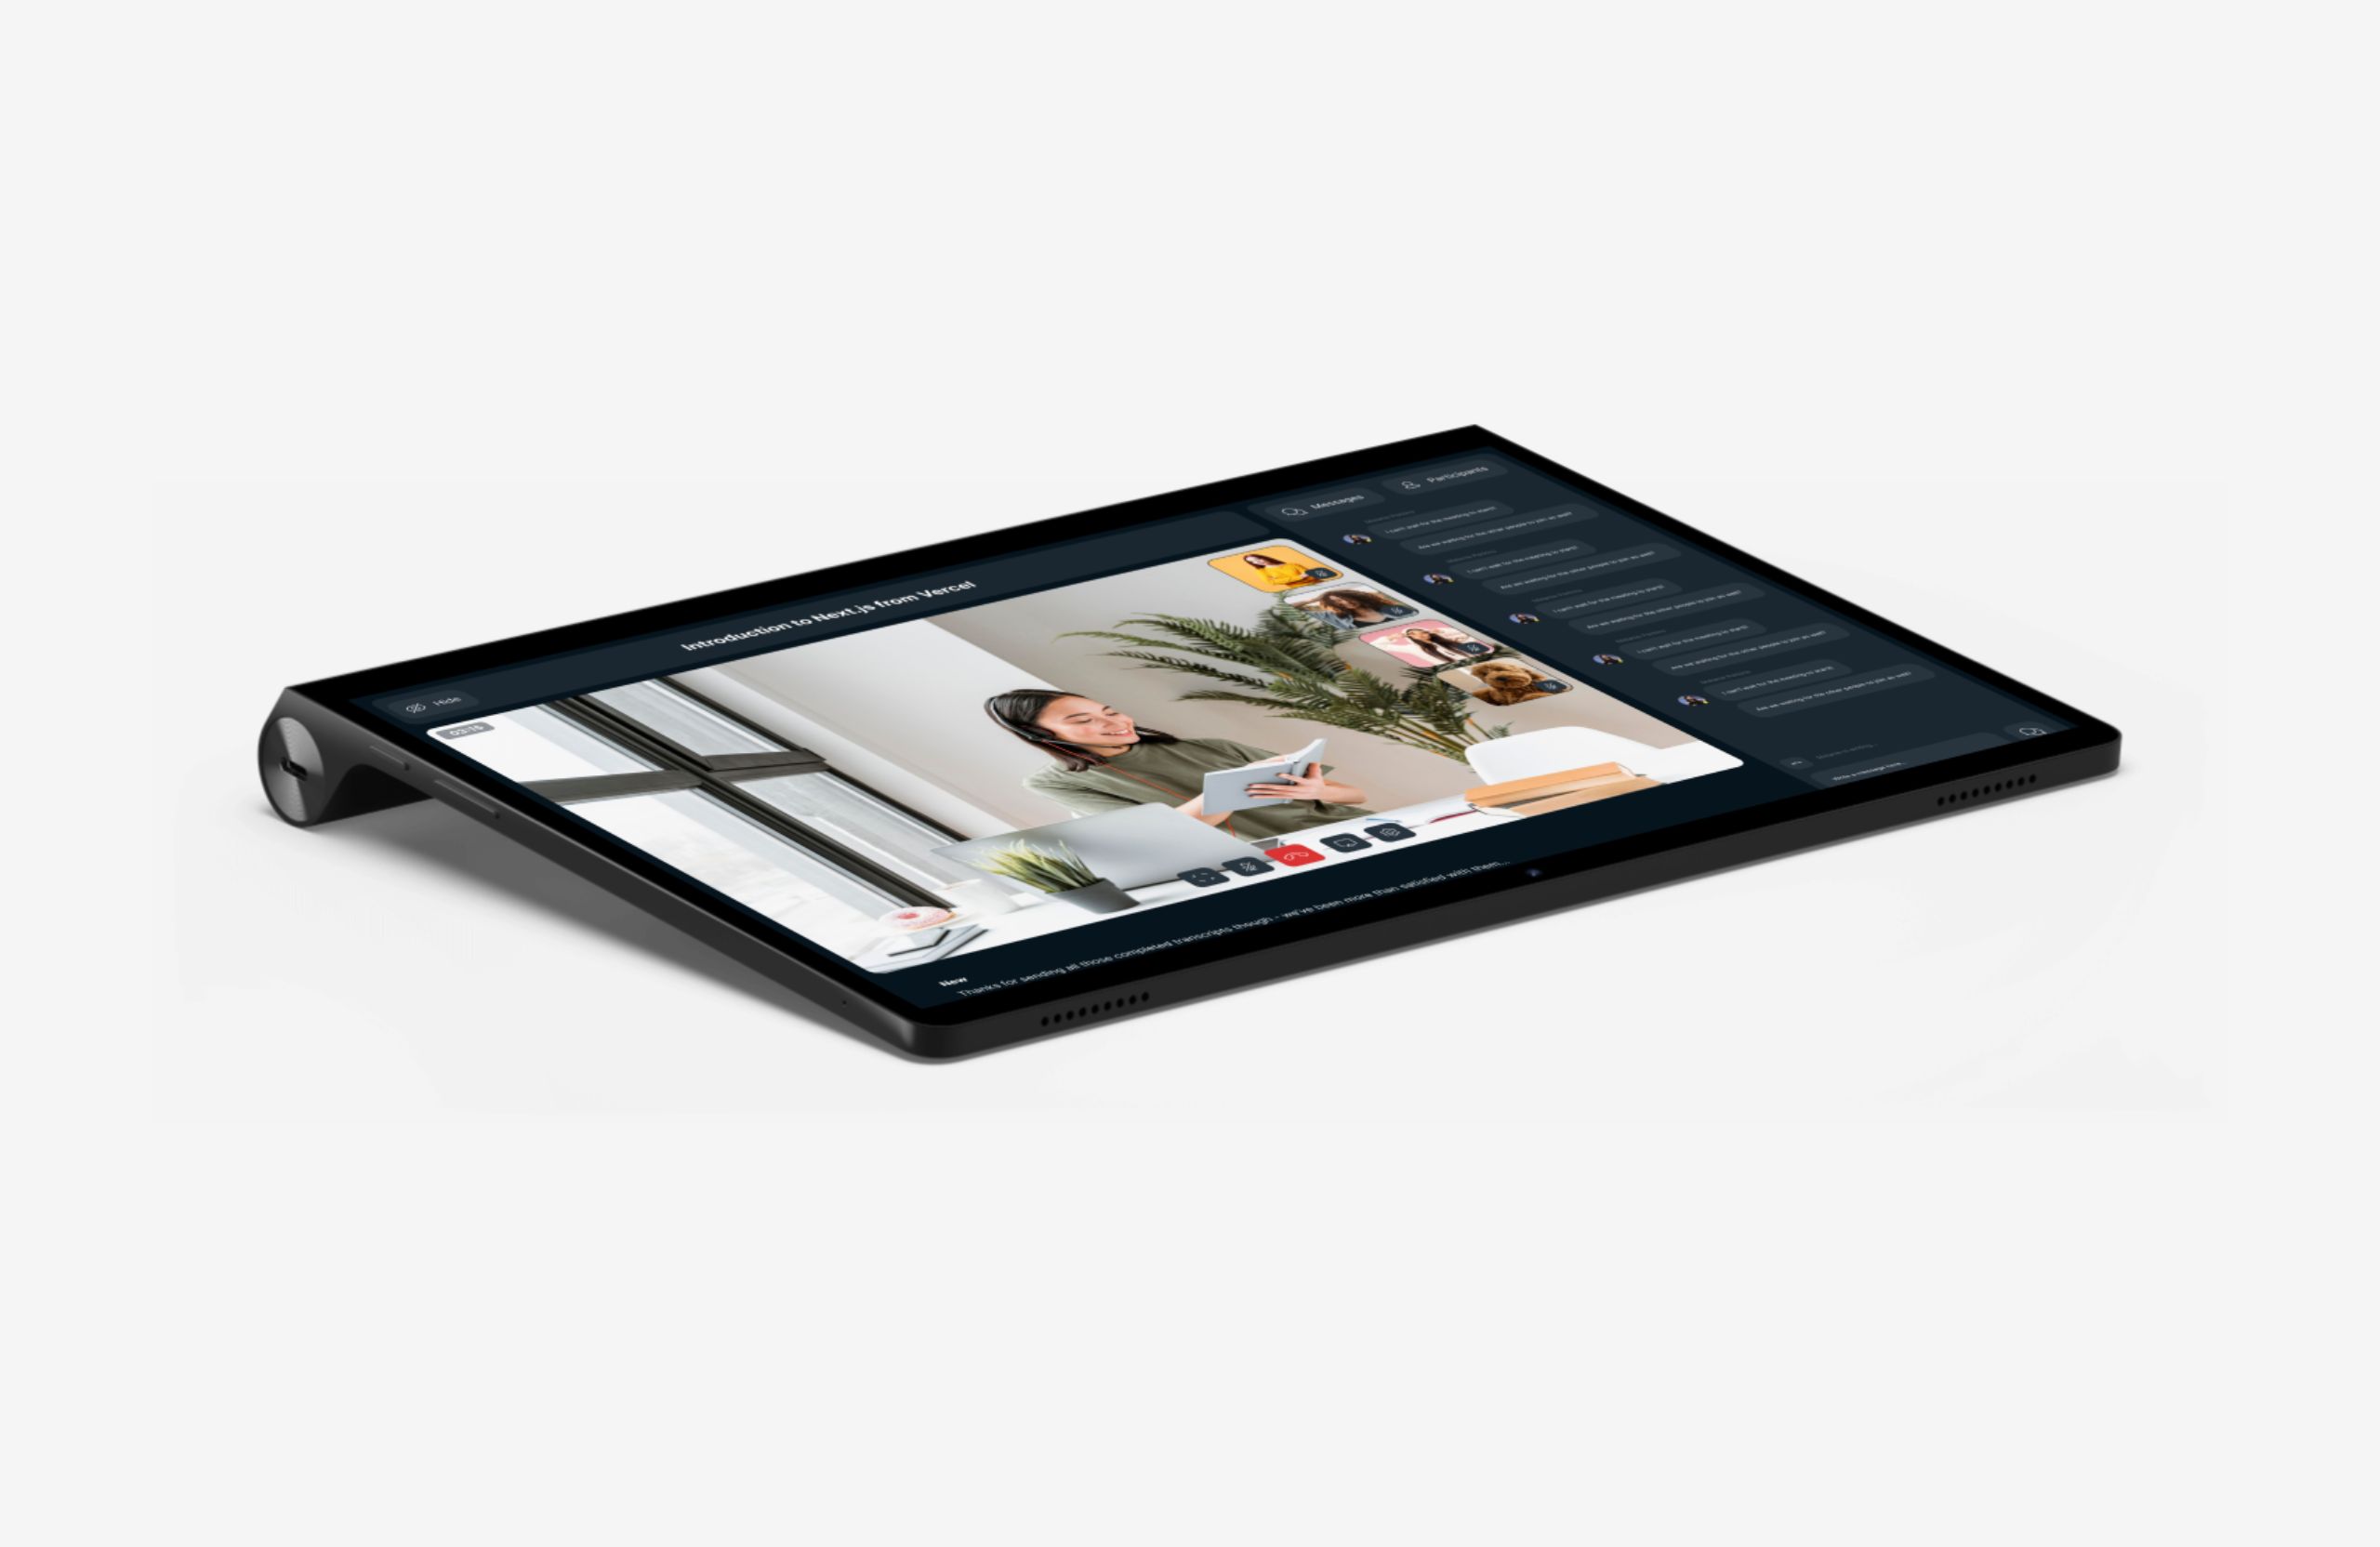 Introduction to Next.js from Vercel
Hide
03:15
Messages
Participants
I can't wait for the meeting to start!
Are we waiting for the other people to join as well?
I can't wait for the meeting to start!
Are we waiting for the other people to join as well?
I can't wait for the meeting to start!
Are we waiting for the other people to join as well?
I can't wait for the meeting to start!
Are we waiting for the other people to join as well?
I can't wait for the meeting to start!
Are we waiting for the other people to join as well?
Write a message here...
New
Thanks for sending all those completed transcripts though - we've been more than satisfied with them...